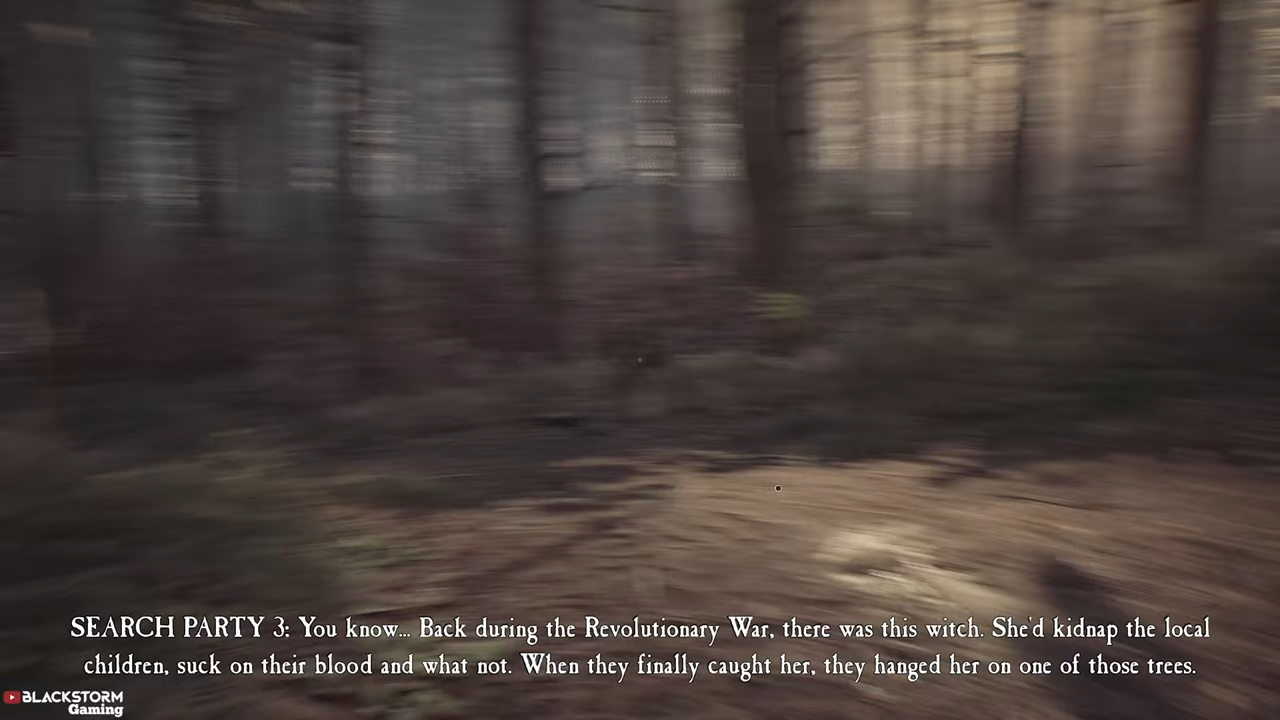 SEARCH PARTY 3: You know... Back during the Revolutionary War, there was this witch. She'd kidnap the local
children, suck on their blood and what not. When they finally caught her, they hanged her on one of those trees.
BLACKSTORM
Gaming